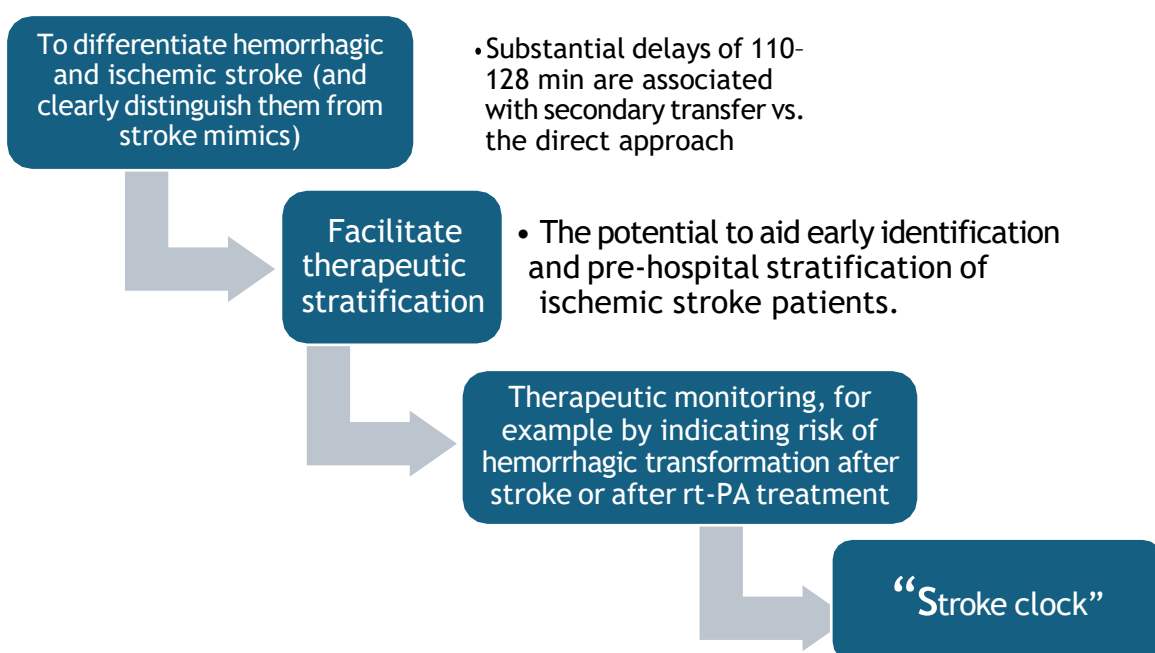 To differentiate hemorrhagic
and ischemic stroke (and
clearly distinguish them from
stroke mimics)
•Substantial delays of 110–
128 min are associated
with secondary transfer vs.
the direct approach
Facilitate
therapeutic
stratification
• The potential to aid early identification
and pre-hospital stratification of
ischemic stroke patients.
Therapeutic monitoring, for
example by indicating risk of
hemorrhagic transformation after
stroke or after rt-PA treatment
“Stroke clock”